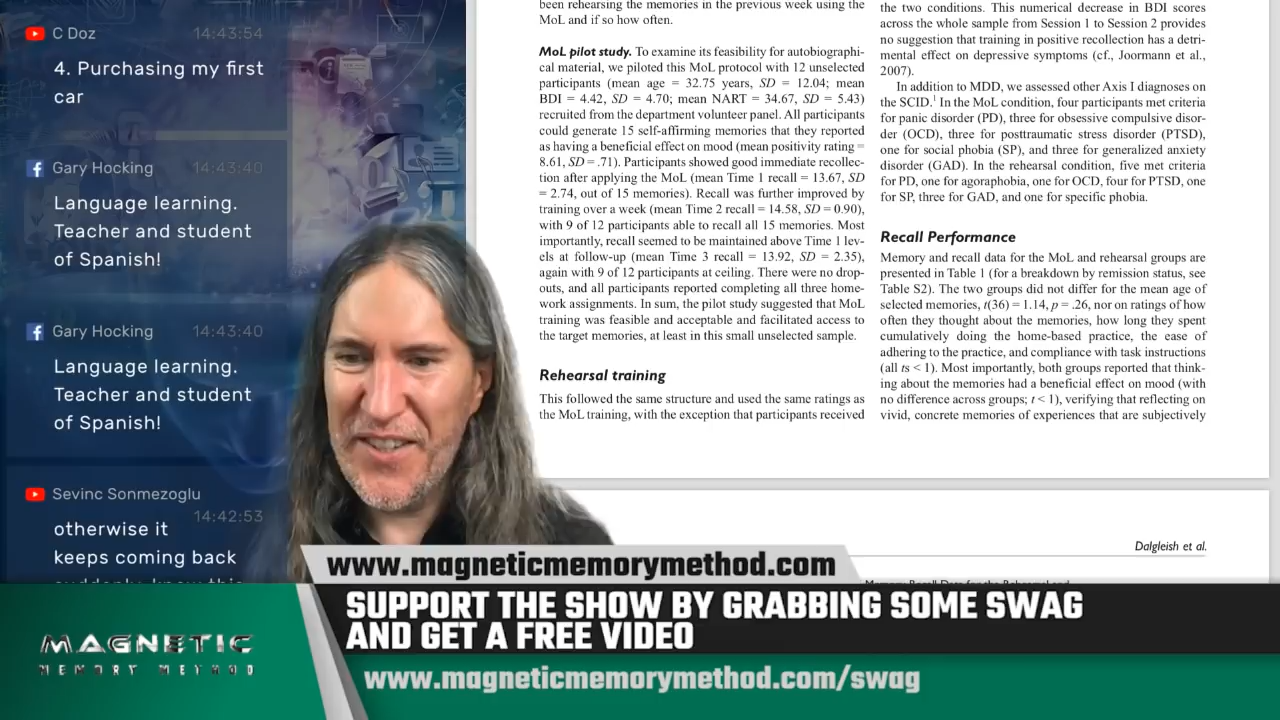 C Doz
14:43:54
4. Purchasing my first
car
Gary Hocking
14:43:40
Language learning.
Teacher and student
of Spanish!
Gary Hocking
14:43:40
Language learning.
Teacher and student
of Spanish!
Sevinc Sonmezoglu
14:42:53
otherwise it
keeps coming back
been rehearsing the memories in the previous week using the
MoL and if so how often.
MoL pilot study. To examine its feasibility for autobiographi-
cal material, we piloted this MoL protocol with 12 unselected
participants (mean age = 32.75 years, SD = 12.04; mean
BDI = 4.42, SD = 4.70; mean NART = 34.67, SD = 5.43)
recruited from the department volunteer panel. All participants
could generate 15 self-affirming memories that they reported
as having a beneficial effect on mood (mean positivity rating =
8.61, SD = .71). Participants showed good immediate recollec-
tion after applying the MoL (mean Time 1 recall = 13.67, SD
= 2.74, out of 15 memories). Recall was further improved by
training over a week (mean Time 2 recall = 14.58, SD = 0.90),
with 9 of 12 participants able to recall all 15 memories. Most
importantly, recall seemed to be maintained above Time 1 lev-
els at follow-up (mean Time 3 recall = 13.92, SD = 2.35),
again with 9 of 12 participants at ceiling. There were no drop-
outs, and all participants reported completing all three home-
work assignments. In sum, the pilot study suggested that MoL
training was feasible and acceptable and facilitated access to
the target memories, at least in this small unselected sample.
Rehearsal training
This followed the same structure and used the same ratings as
the MoL training, with the exception that participants received
the two conditions. This numerical decrease in BDI scores
across the whole sample from Session 1 to Session 2 provides
no suggestion that training in positive recollection has a detri-
mental effect on depressive symptoms (cf., Joormann et al.,
2007).
In addition to MDD, we assessed other Axis I diagnoses on
the SCID.1 In the MoL condition, four participants met criteria
for panic disorder (PD), three for obsessive compulsive disor-
der (OCD), three for posttraumatic stress disorder (PTSD),
one for social phobia (SP), and three for generalized anxiety
disorder (GAD). In the rehearsal condition, five met criteria
for PD, one for agoraphobia, one for OCD, four for PTSD, one
for SP, three for GAD, and one for specific phobia.
Recall Performance
Memory and recall data for the MoL and rehearsal groups are
presented in Table 1 (for a breakdown by remission status, see
Table S2). The two groups did not differ for the mean age of
selected memories, t(36) = 1.14, p = .26, nor on ratings of how
often they thought about the memories, how long they spent
cumulatively doing the home-based practice, the ease of
adhering to the practice, and compliance with task instructions
(all ts < 1). Most importantly, both groups reported that think-
ing about the memories had a beneficial effect on mood (with
no difference across groups; t < 1), verifying that reflecting on
vivid, concrete memories of experiences that are subjectively
Dalgleish et al.
www.magneticmemorymethod.com
SUPPORT THE SHOW BY GRABBING SOME SWAG
AND GET A FREE VIDEO
www.magneticmemorymethod.com/swag
MAGNETIC
MEMORY METHOD